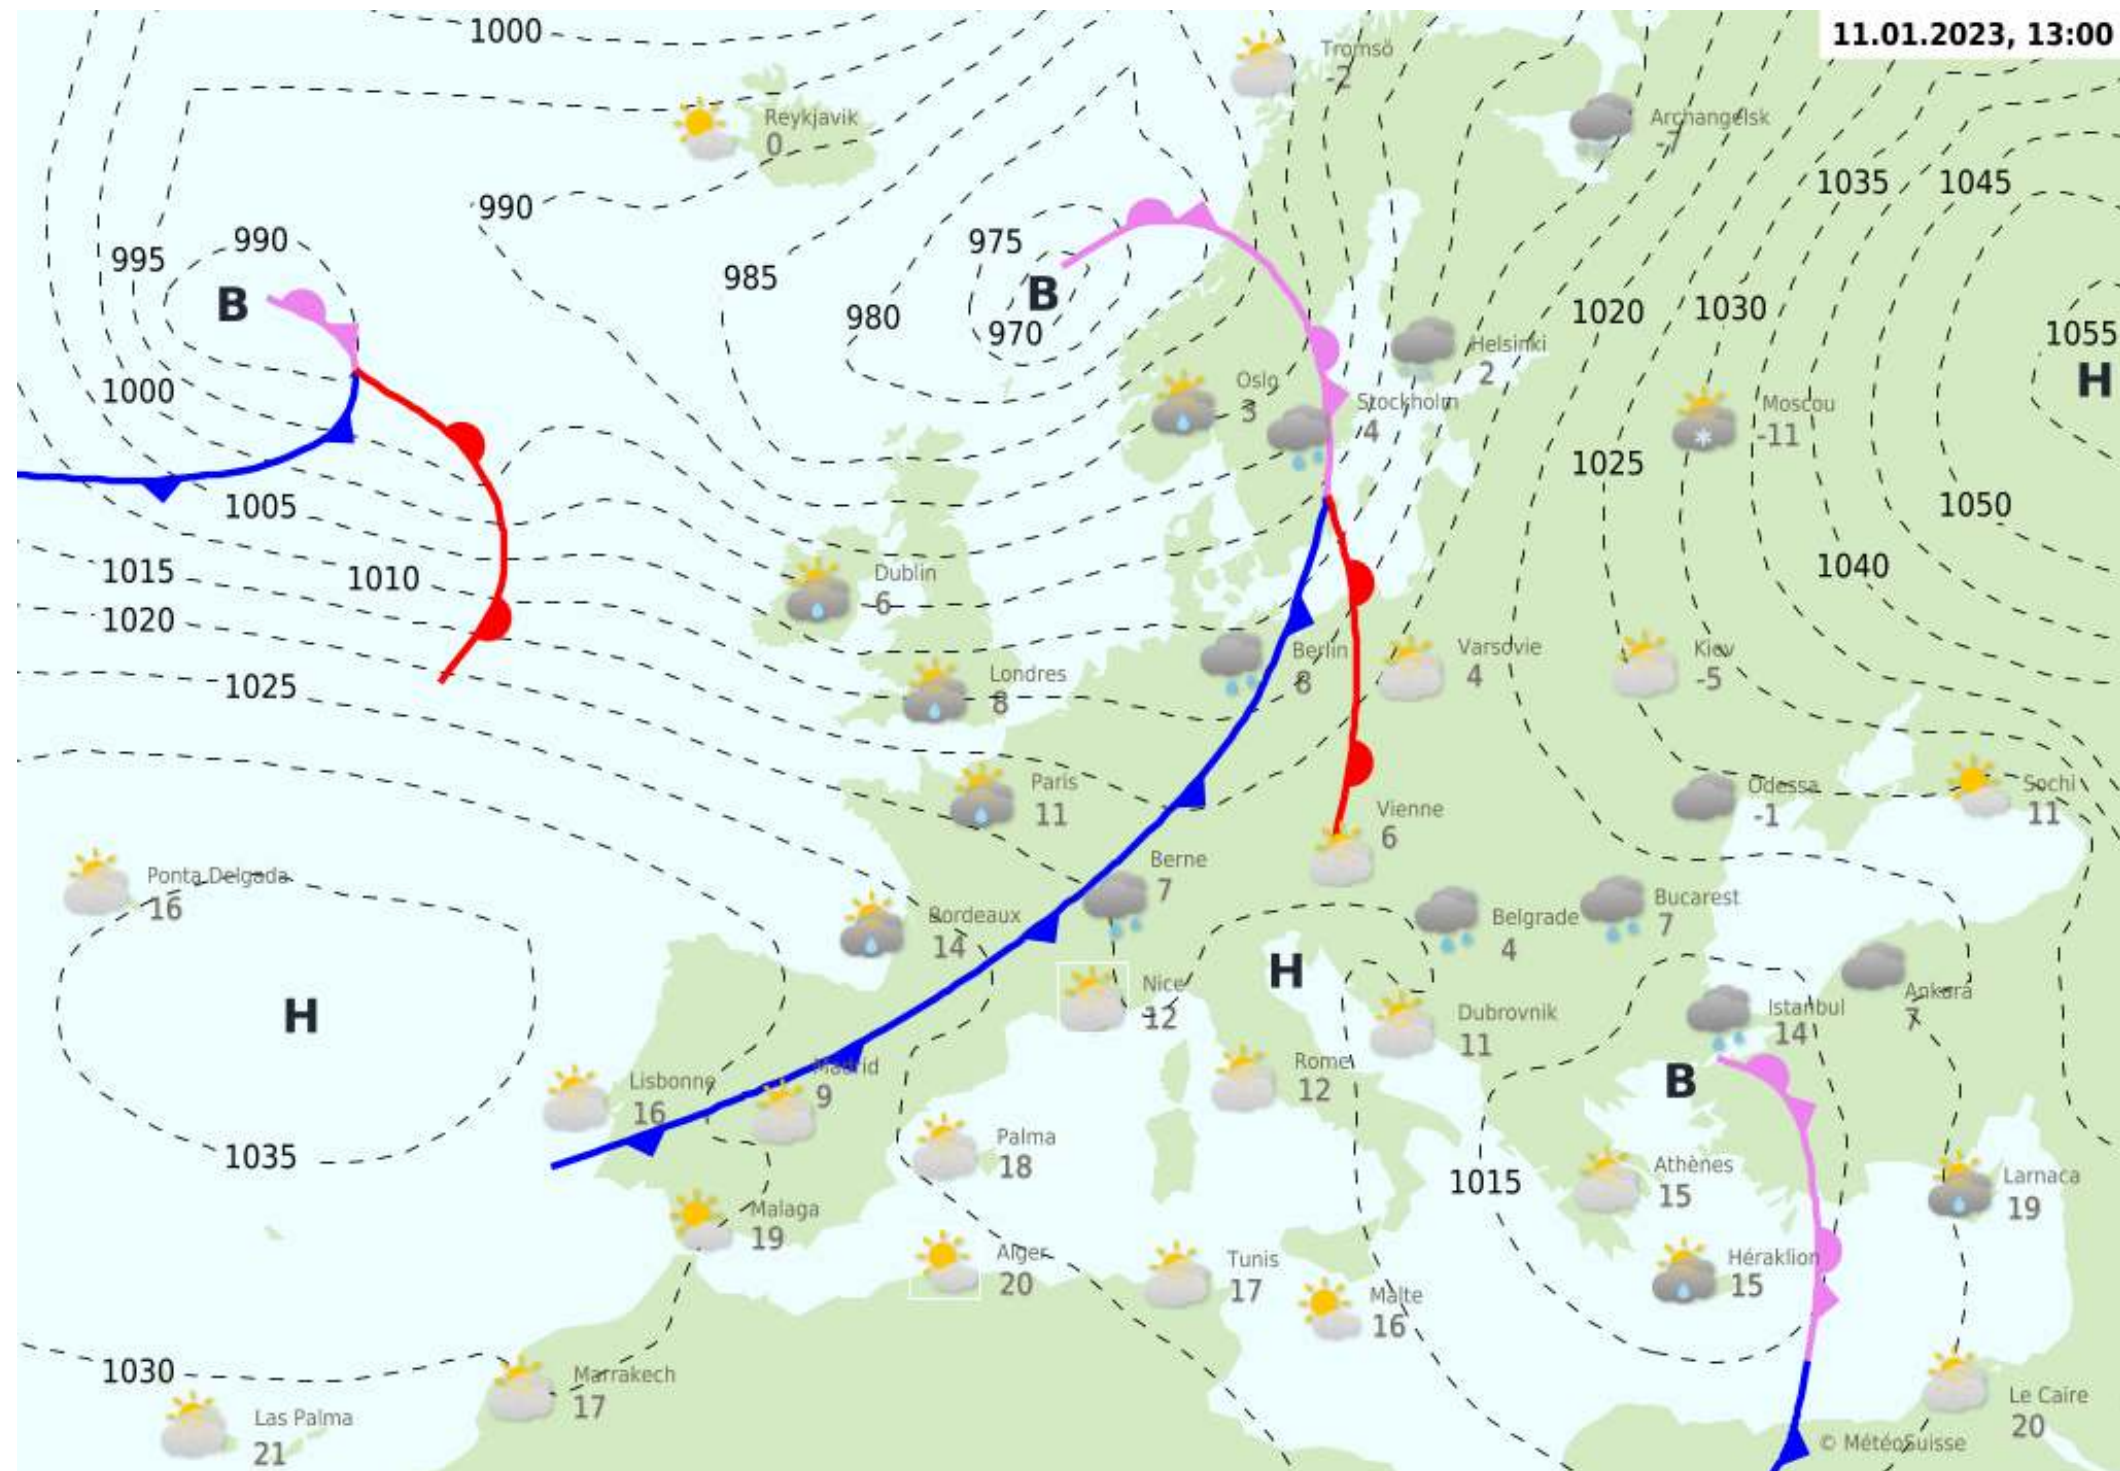 1000
11.01.2023, 13:00
Tromsö
-2
Reykjavik
0
Archangelsk
-7
1035
1045
990
990
975
995
985
B
B
980
970
1020
1030
1055
H
Helsinki
2
Oslo
3
Stockholm
4
Moscou
-11
1000
1025
1005
1050
1015
1010
1040
1020
Dublin
6
1025
Londres
8
Berlin
8
Varsovie
4
Kiev
-5
Paris
11
Vienne
6
Odessa
-1
Sochi
11
Ponta Delgada
16
Berne
7
Bordeaux
14
Belgrade
4
Bucarest
7
H
H
Nice
12
Dubrovnik
11
Istanbul
14
Ankara
7
Lisbonne
16
Madrid
9
Rome
12
B
1035
Palma
18
1015
Athènes
15
Larnaca
19
Malaga
19
Alger
20
Tunis
17
Malte
16
Héraklion
15
1030
Marrakech
17
Las Palma
21
Le Caire
20
© MétéoSuisse